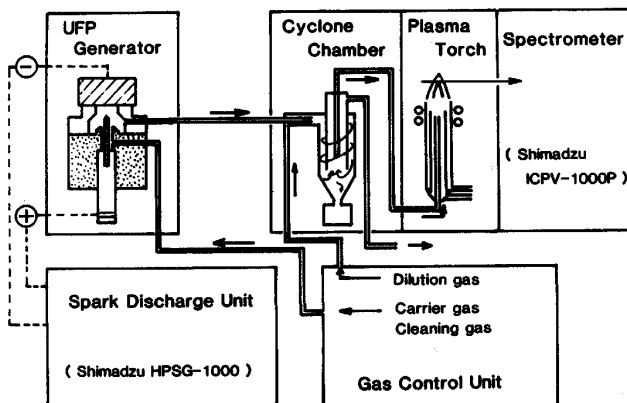 UFP
Generator
Cyclone
Chamber
Plasma
Torch
Spectrometer
( Shimadzu
ICPV-1000P)
−
+
Dilution gas
Carrier gas
Cleaning gas
Gas Control Unit
Spark Discharge Unit
( Shimadzu HPSG-1000 )